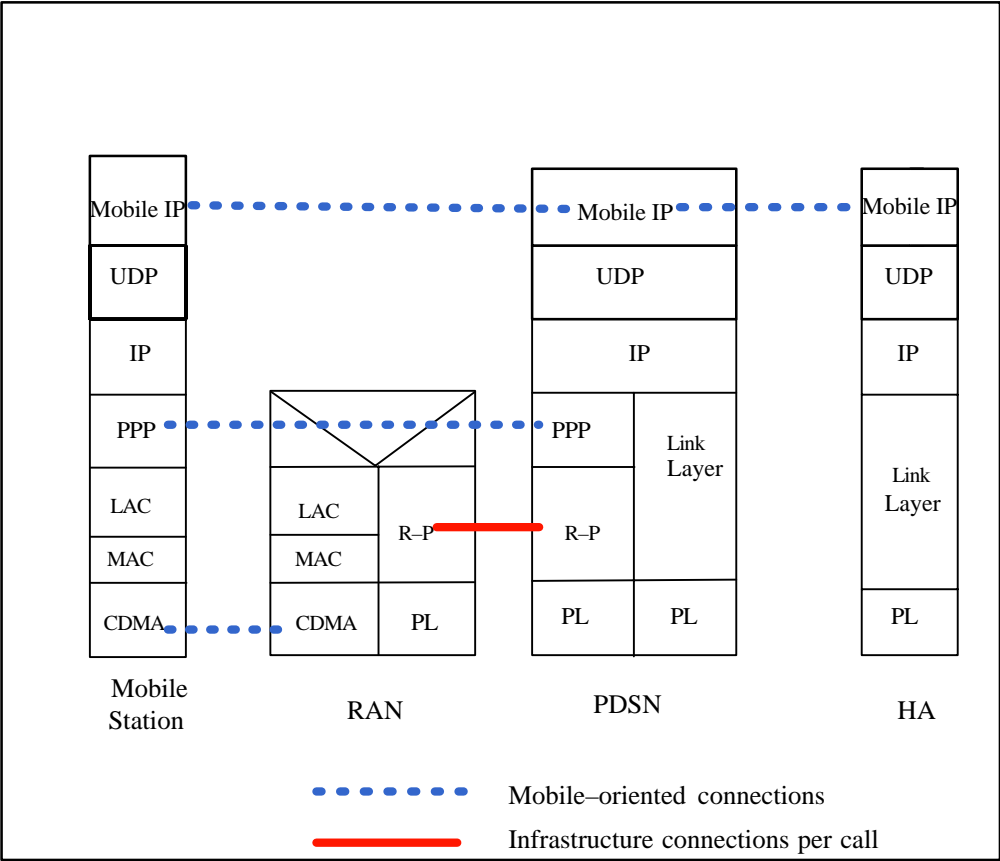 Mobile IP
Mobile IP
Mobile IP
UDP
UDP
UDP
IP
IP
IP
PPP
PPP
Link
Layer
LAC
LAC
R–P
R–P
Link
Layer
MAC
MAC
CDMA
CDMA
PL
PL
PL
PL
Mobile
Station
RAN
PDSN
HA
Mobile–oriented connections
Infrastructure connections per call